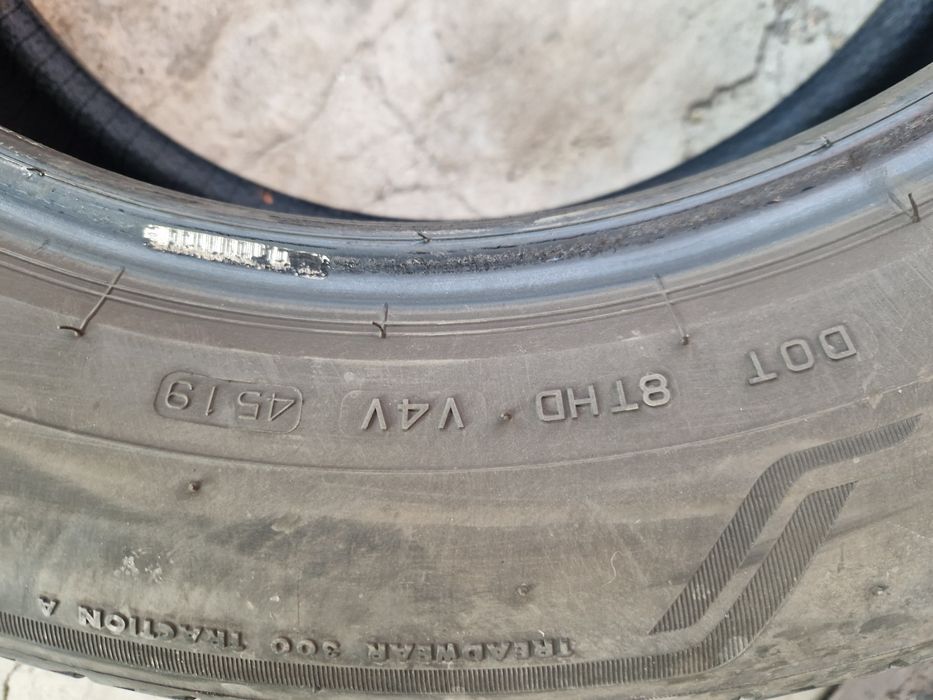 DOT 8THD V4V 4519
TREADWEAR 300 TRACTION A